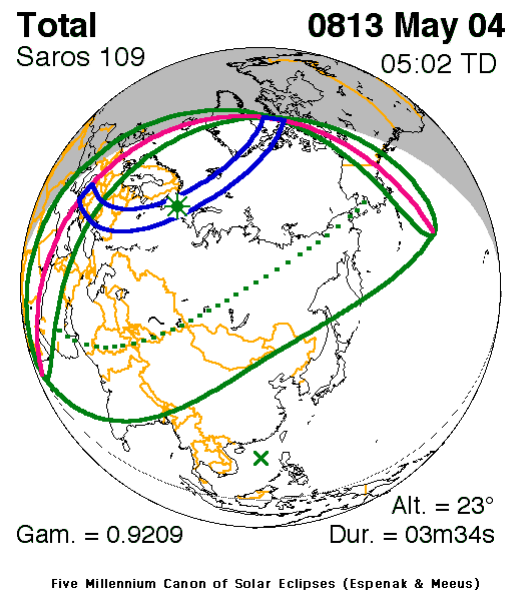 Total 0813 May 04
Saros 109 05:02 TD
Alt. = 23°
Gam. = 0.9209 Dur. = 03m34s
Five Millennium Canon of Solar Eclipses (Espenak & Meeus)